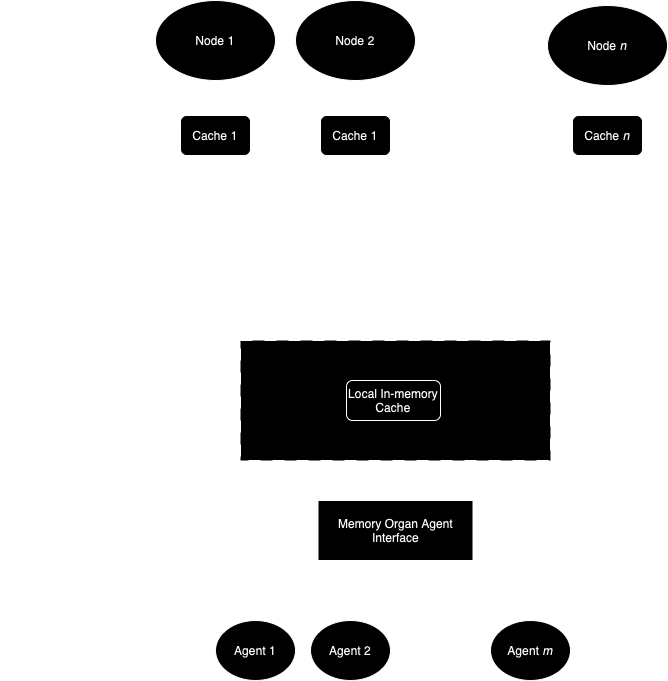 Node 1
Node 2
Node n
Cache 1
Cache 1
Cache n
Local In-memory
Cache
Memory Organ Agent
Interface
Agent 1
Agent 2
Agent m